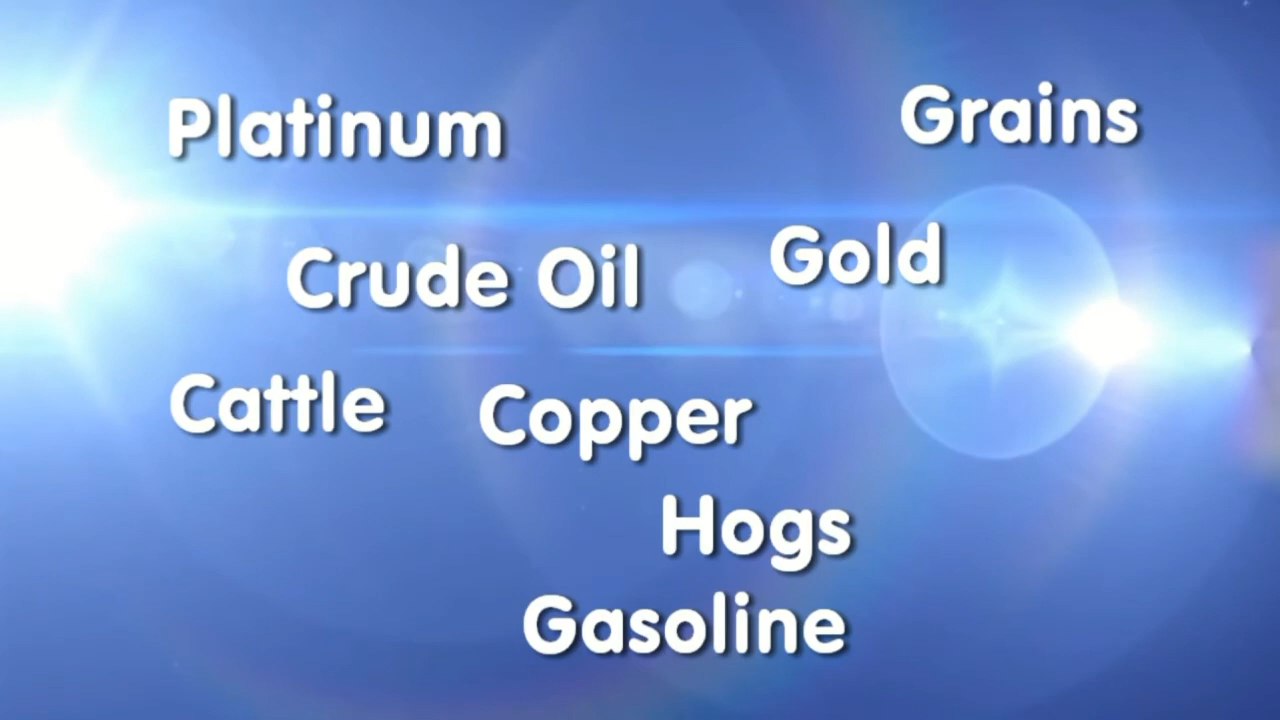 Platinum
Grains
Crude Oil
Gold
Cattle
Copper
Hogs
Gasoline